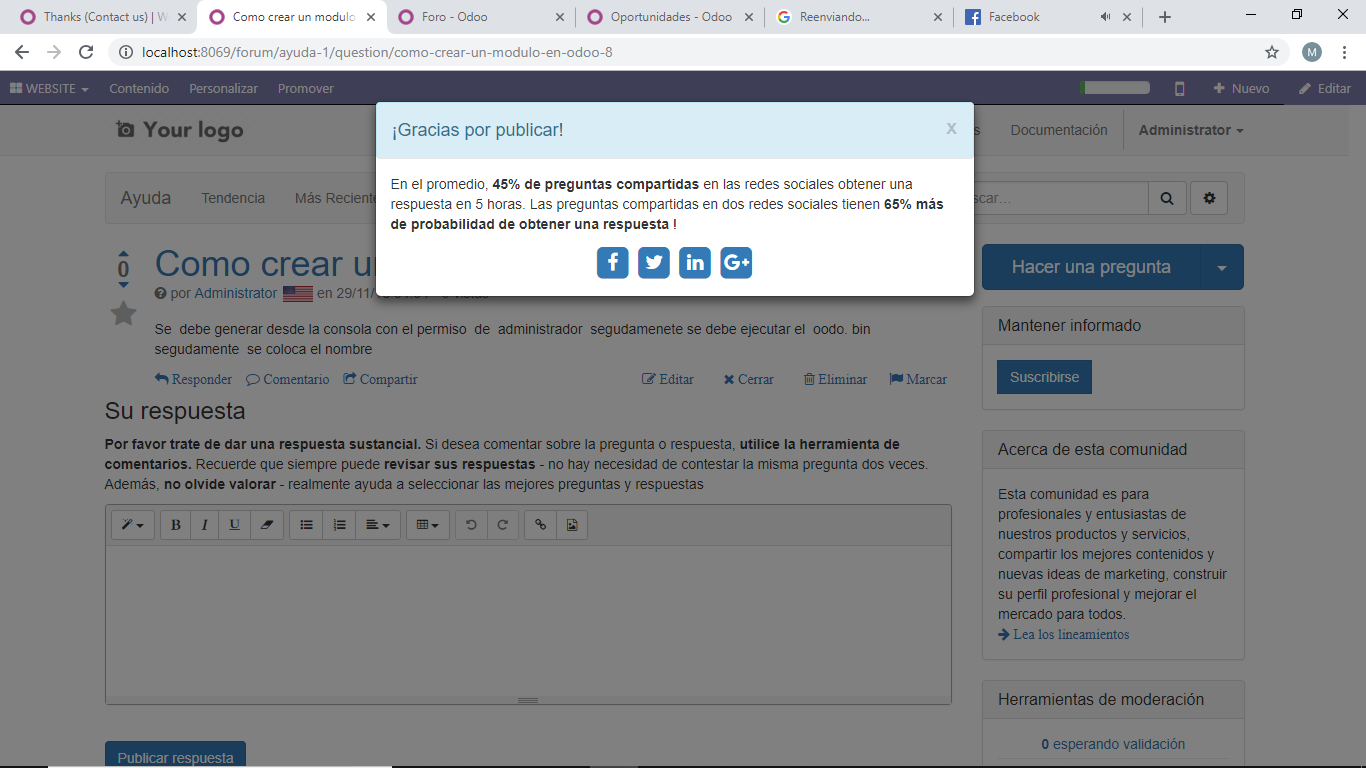 Thanks (Contact us) | W
Como crear un modulo
Foro - Odoo
Oportunidades - Odoo
Reenviando...
Facebook
localhost:8069/forum/ayuda-1/question/como-crear-un-modulo-en-odoo-8
M
WEBSITE
Contenido
Personalizar
Promover
Nuevo
Editar
Your logo
s
Documentación
Administrator
¡Gracias por publicar!
x
En el promedio, 45% de preguntas compartidas en las redes sociales obtener una
respuesta en 5 horas. Las preguntas compartidas en dos redes sociales tienen 65% más
de probabilidad de obtener una respuesta !
Ayuda
Tendencia
Más Reciente
scar...
0
Como crear u
por Administrator en 29/11/
Se debe generar desde la consola con el permiso de administrador segudamenete se debe ejecutar el oodo. bin
segudamente se coloca el nombre
Responder
Comentario
Compartir
Editar
Cerrar
Eliminar
Marcar
Su respuesta
Por favor trate de dar una respuesta sustancial. Si desea comentar sobre la pregunta o respuesta, utilice la herramienta de
comentarios. Recuerde que siempre puede revisar sus respuestas - no hay necesidad de contestar la misma pregunta dos veces.
Además, no olvide valorar - realmente ayuda a seleccionar las mejores preguntas y respuestas
B I U
Publicar respuesta
Hacer una pregunta
Mantener informado
Suscribirse
Acerca de esta comunidad
Esta comunidad es para
profesionales y entusiastas de
nuestros productos y servicios,
compartir los mejores contenidos y
nuevas ideas de marketing, construir
su perfil profesional y mejorar el
mercado para todos.
Lea los lineamientos
Herramientas de moderación
0 esperando validación